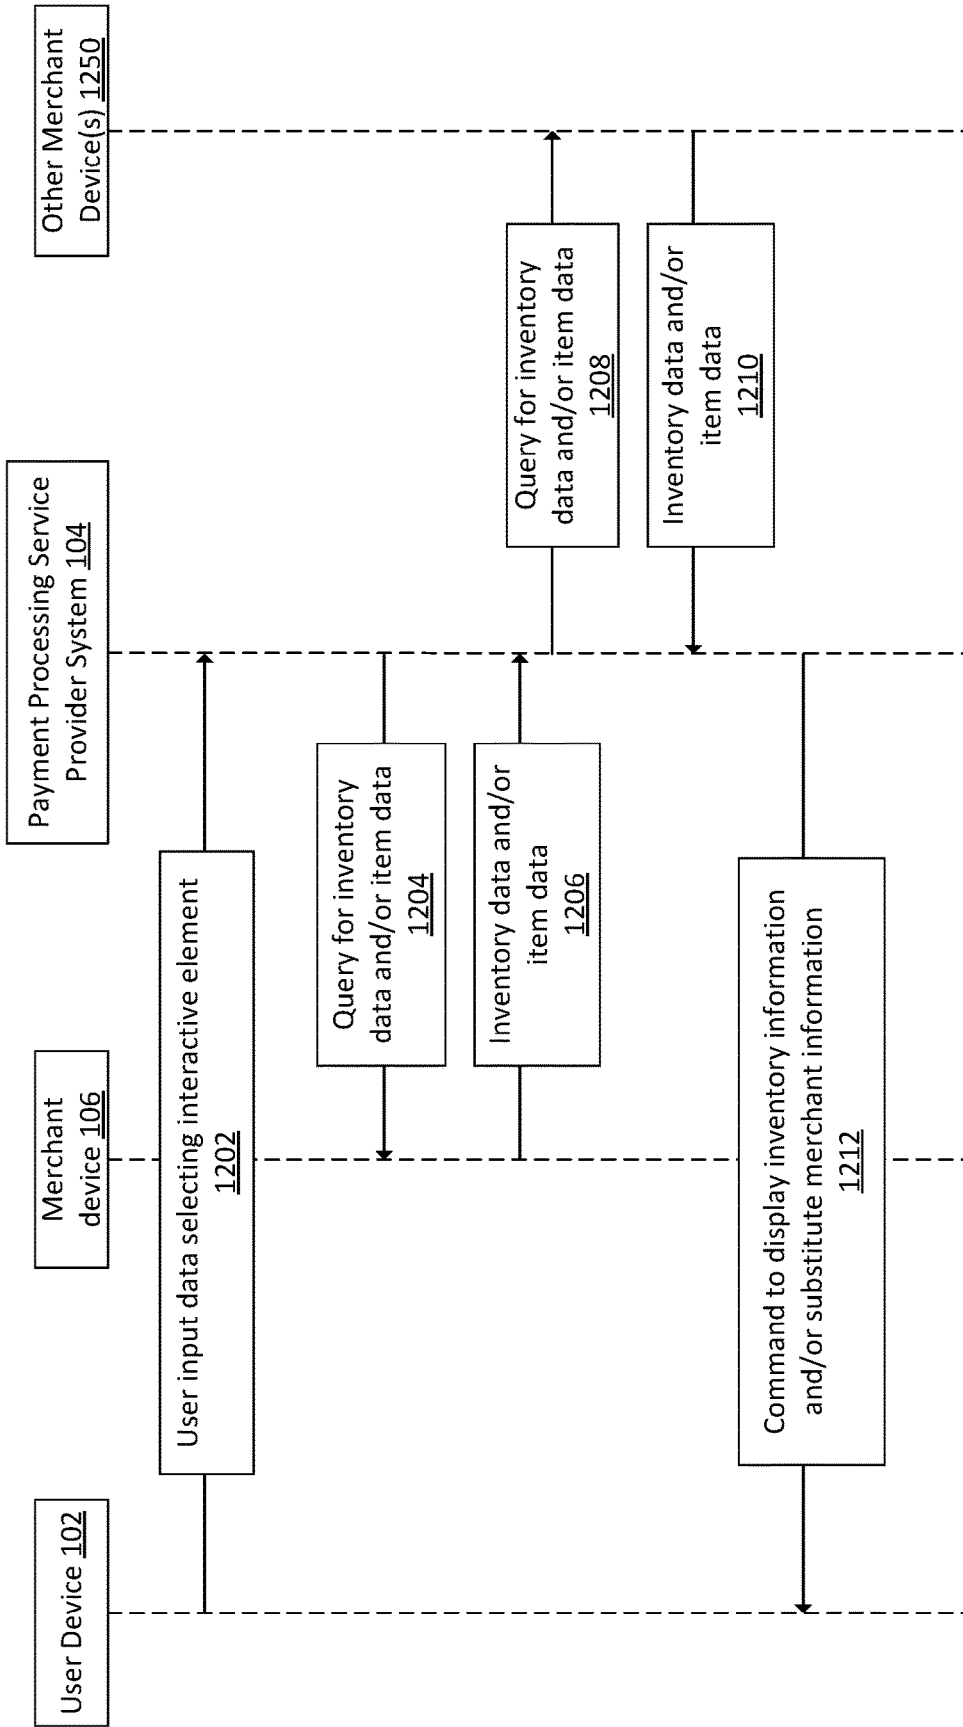 User Device 102
Merchant
device 106
Payment Processing Service
Provider System 104
Other Merchant
Device(s) 1250
User input data selecting interactive element
1202
Query for inventory
data and/or item data
1204
Inventory data and/or
item data
1206
Query for inventory
data and/or item data
1208
Inventory data and/or
item data
1210
Command to display inventory information
and/or substitute merchant information
1212